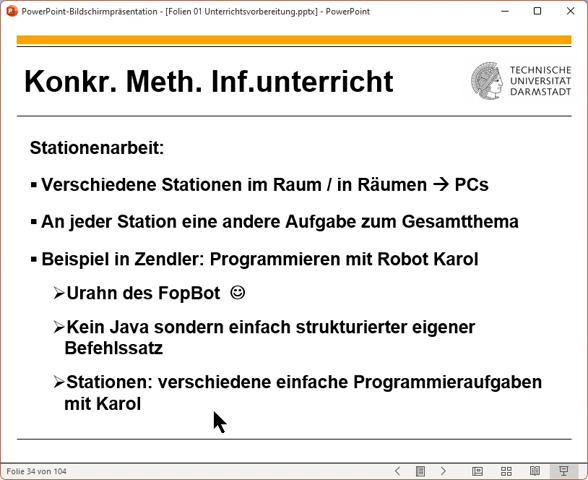 PowerPoint-Bildschirmpräsentation - [Folien 01 Unterrichtsvorbereitung.pptx] - PowerPoint
Konkr. Meth. Inf.unterricht
TECHNISCHE
UNIVERSITÄT
DARMSTADT
Stationenarbeit:
▪ Verschiedene Stationen im Raum / in Räumen → PCs
▪ An jeder Station eine andere Aufgabe zum Gesamtthema
▪ Beispiel in Zendler: Programmieren mit Robot Karol
➢Urahn des FopBot ☺
➢Kein Java sondern einfach strukturierter eigener
Befehlssatz
➢Stationen: verschiedene einfache Programmieraufgaben
mit Karol
Folie 34 von 104